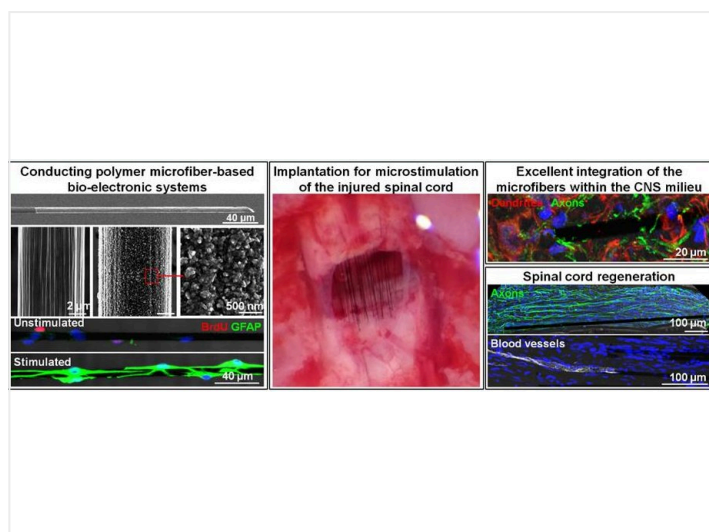 Conducting polymer microfiber-based
bio-electronic systems
40 µm
2 µm
500 nm
Unstimulated
BrdU GFAP
Stimulated
40 µm
Implantation for microstimulation
of the injured spinal cord
Excellent integration of the
microfibers within the CNS milieu
Dendrites Axons
20 µm
Spinal cord regeneration
Axons
100 µm
Blood vessels
100 µm